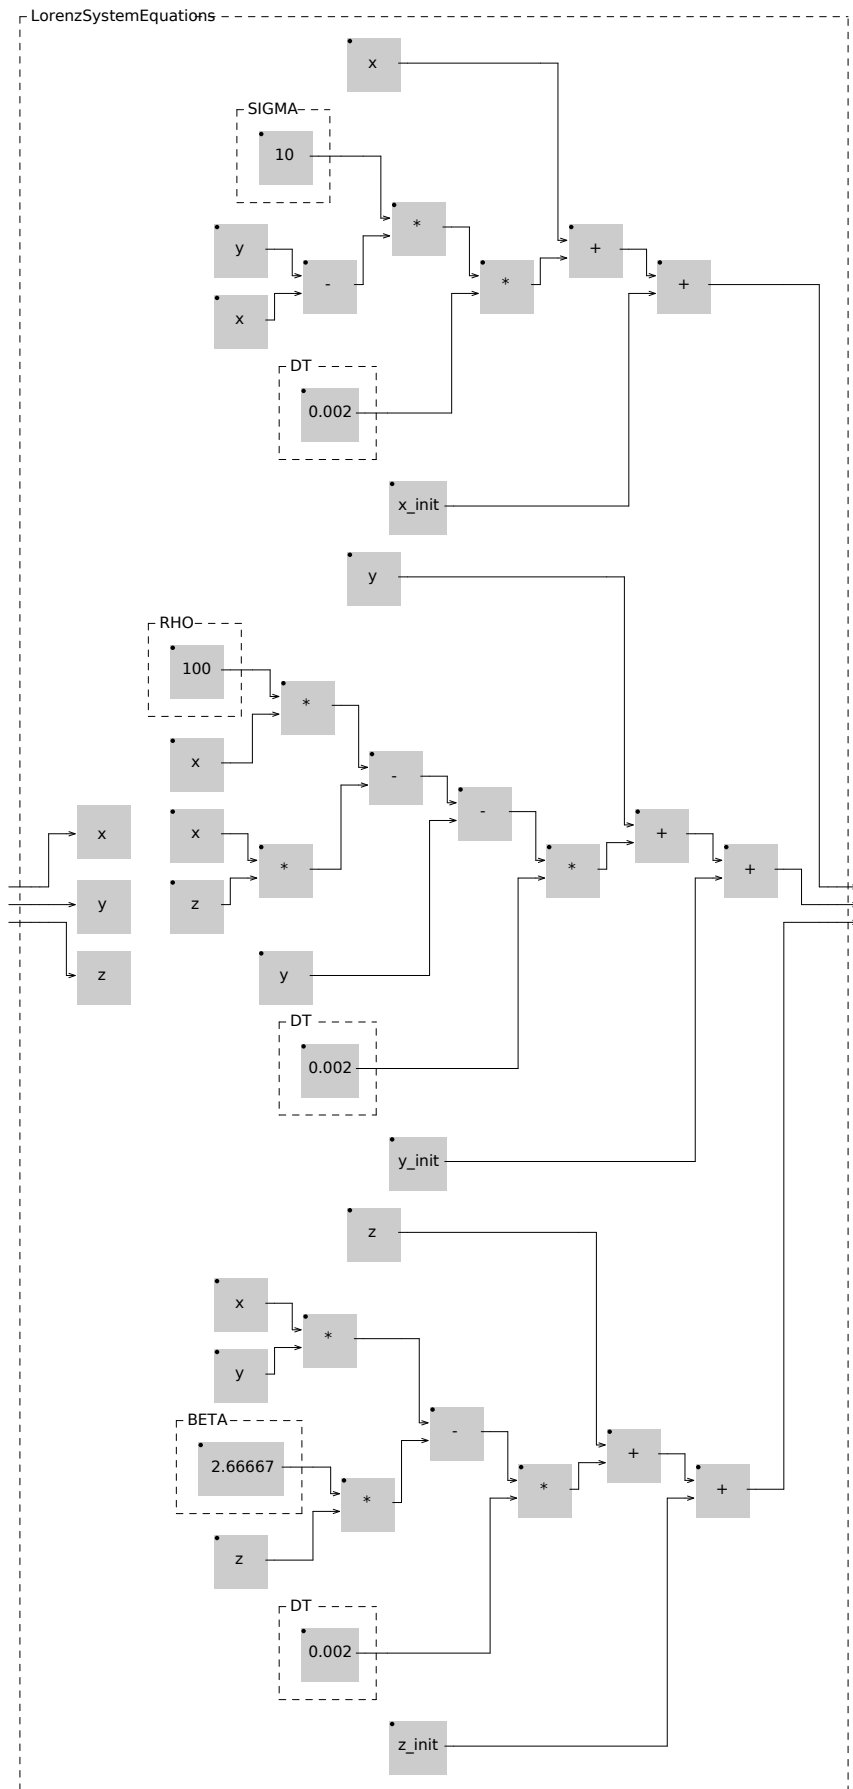 LorenzSystemEquations
x
SIGMA
10
*
y
-
x
*
+
+
DT
0.002
x_init
y
RHO
100
*
x
-
-
x
*
z
*
+
+
x
y
z
y
DT
0.002
y_init
z
x
*
y
BETA
2.66667
-
*
z
*
+
+
DT
0.002
z_init